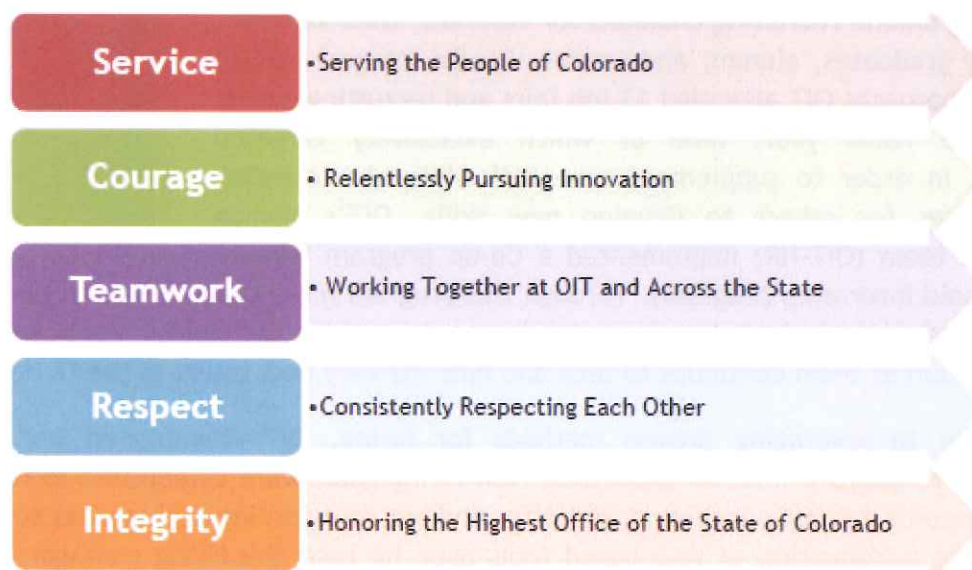 Service
• Serving the People of Colorado
Courage
• Relentlessly Pursuing Innovation
Teamwork
• Working Together at OIT and Across the State
Respect
• Consistently Respecting Each Other
Integrity
• Honoring the Highest Office of the State of Colorado